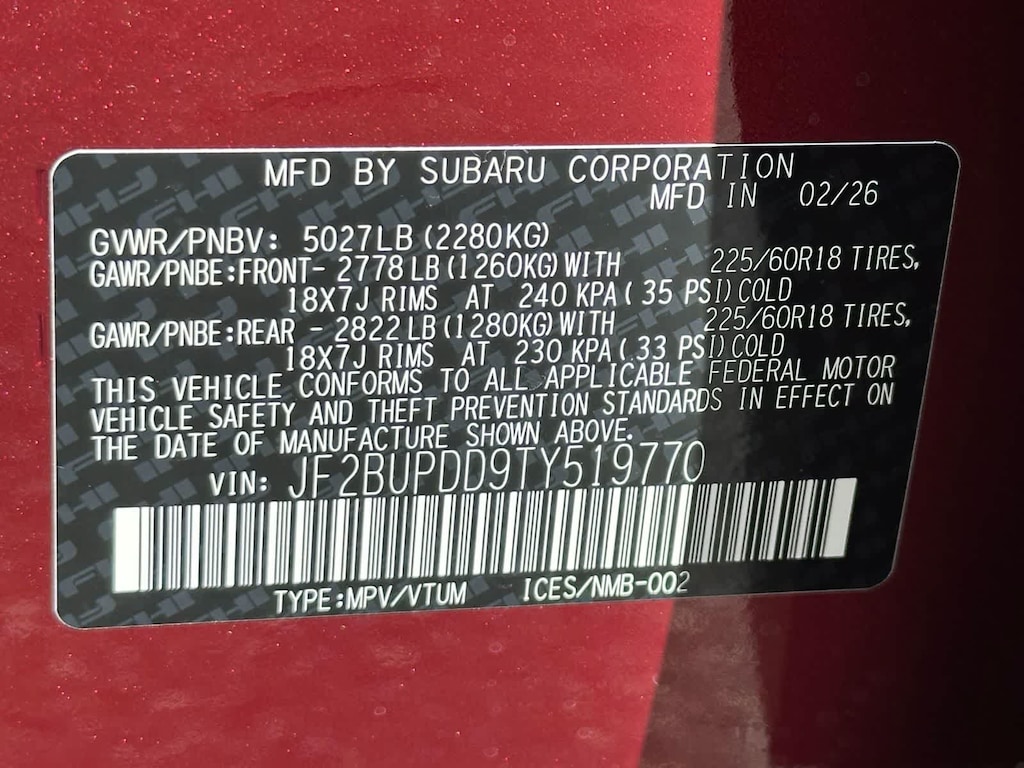 MFD BY SUBARU CORPORATION
MFD IN 02/26
GVWR/PNBV: 5027LB (2280KG)
GAWR/PNBE:FRONT- 2778 LB (1260KG) WITH 225/60R18 TIRES,
18X7J RIMS AT 240 KPA ( 35 PSI) COLD
GAWR/PNBE:REAR - 2822 LB (1280KG) WITH 225/60R18 TIRES,
18X7J RIMS AT 230 KPA ( 33 PSI) COLD
THIS VEHICLE CONFORMS TO ALL APPLICABLE FEDERAL MOTOR
VEHICLE SAFETY AND THEFT PREVENTION STANDARDS IN EFFECT ON
THE DATE OF MANUFACTURE SHOWN ABOVE.
VIN: JF2BUPDD9TY519770
TYPE:MPV/VTUM ICES/NMB-002